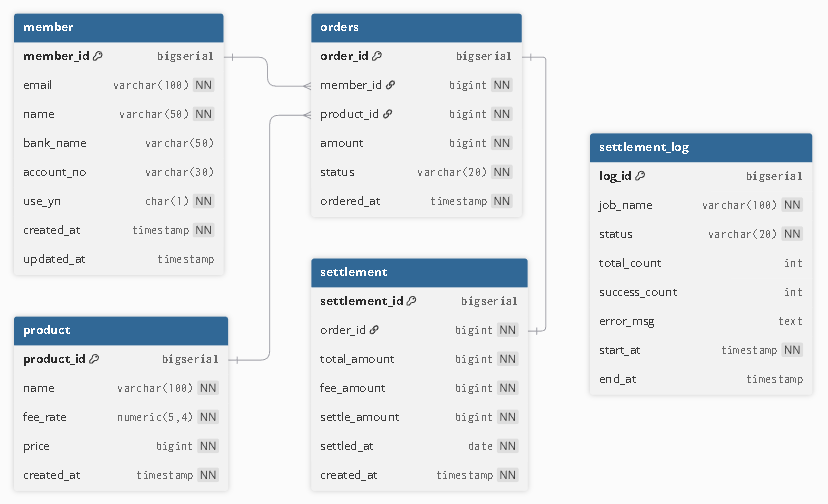 member
member_id bigserial
email varchar(100) NN
name varchar(50) NN
bank_name varchar(50)
account_no varchar(30)
use_yn char(1) NN
created_at timestamp NN
updated_at timestamp
orders
order_id bigserial
member_id bigint NN
product_id bigint NN
amount bigint NN
status varchar(20) NN
ordered_at timestamp NN
product
product_id bigserial
name varchar(100) NN
fee_rate numeric(5,4) NN
price bigint NN
created_at timestamp NN
settlement
settlement_id bigserial
order_id bigint NN
total_amount bigint NN
fee_amount bigint NN
settle_amount bigint NN
settled_at date NN
created_at timestamp NN
settlement_log
log_id bigserial
job_name varchar(100) NN
status varchar(20) NN
total_count int
success_count int
error_msg text
start_at timestamp NN
end_at timestamp